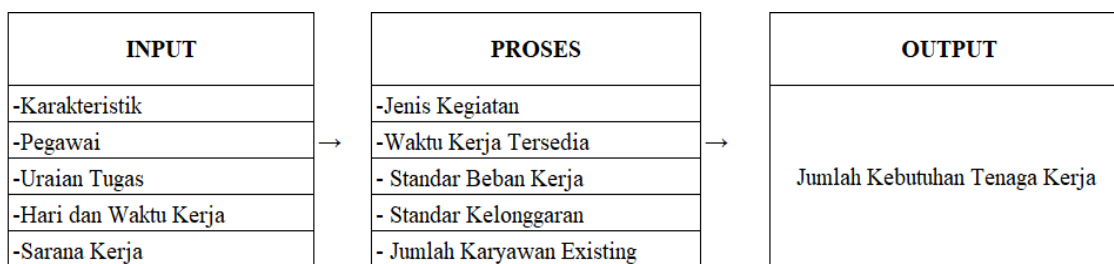 INPUT
-Karakteristik
-Pegawai
-Uraian Tugas
-Hari dan Waktu Kerja
-Sarana Kerja
→
PROSES
-Jenis Kegiatan
-Waktu Kerja Tersedia
- Standar Beban Kerja
- Standar Kelonggaran
- Jumlah Karyawan Existing
→
OUTPUT
Jumlah Kebutuhan Tenaga Kerja